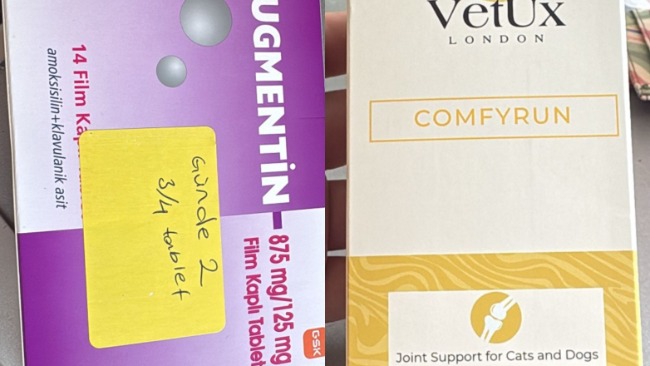 UGMENTİN
875 mg/125 mg
Film Kaplı Tablet
14 Film
amoksisilin+klavulanik asit
Günde 2
3/4 tablet
GSK
VetUx
LONDON
COMFYRUN
Joint Support for Cats and Dogs